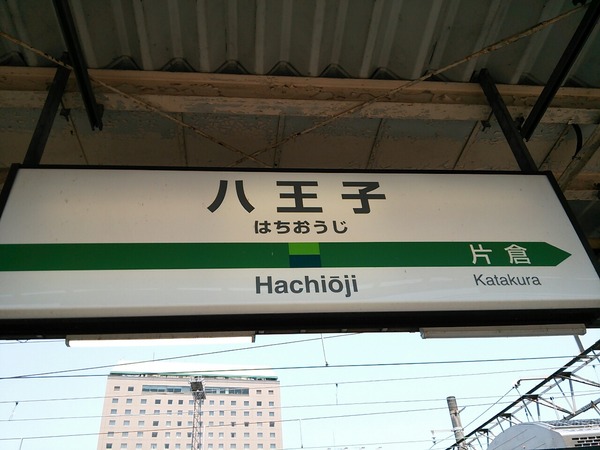 八王子
はちおうじ
片倉
Hachiōji
Katakura